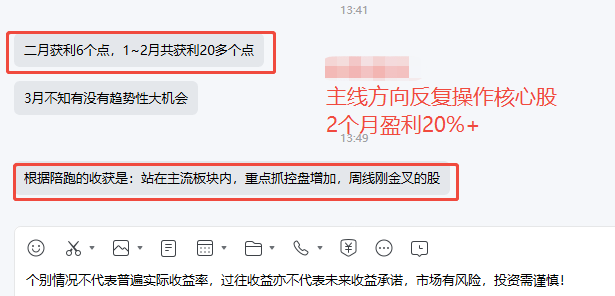 13:41
二月获利6个点，1~2月共获利20多个点
3月不知有没有趋势性大机会
主线方向反复操作核心股
2个月盈利20%+
13:49
根据陪跑的收获是：站在主流板块内，重点抓控盘增加，周线刚金叉的股
个别情况不代表普遍实际收益率，过往收益亦不代表未来收益承诺，市场有风险，投资需谨慎！